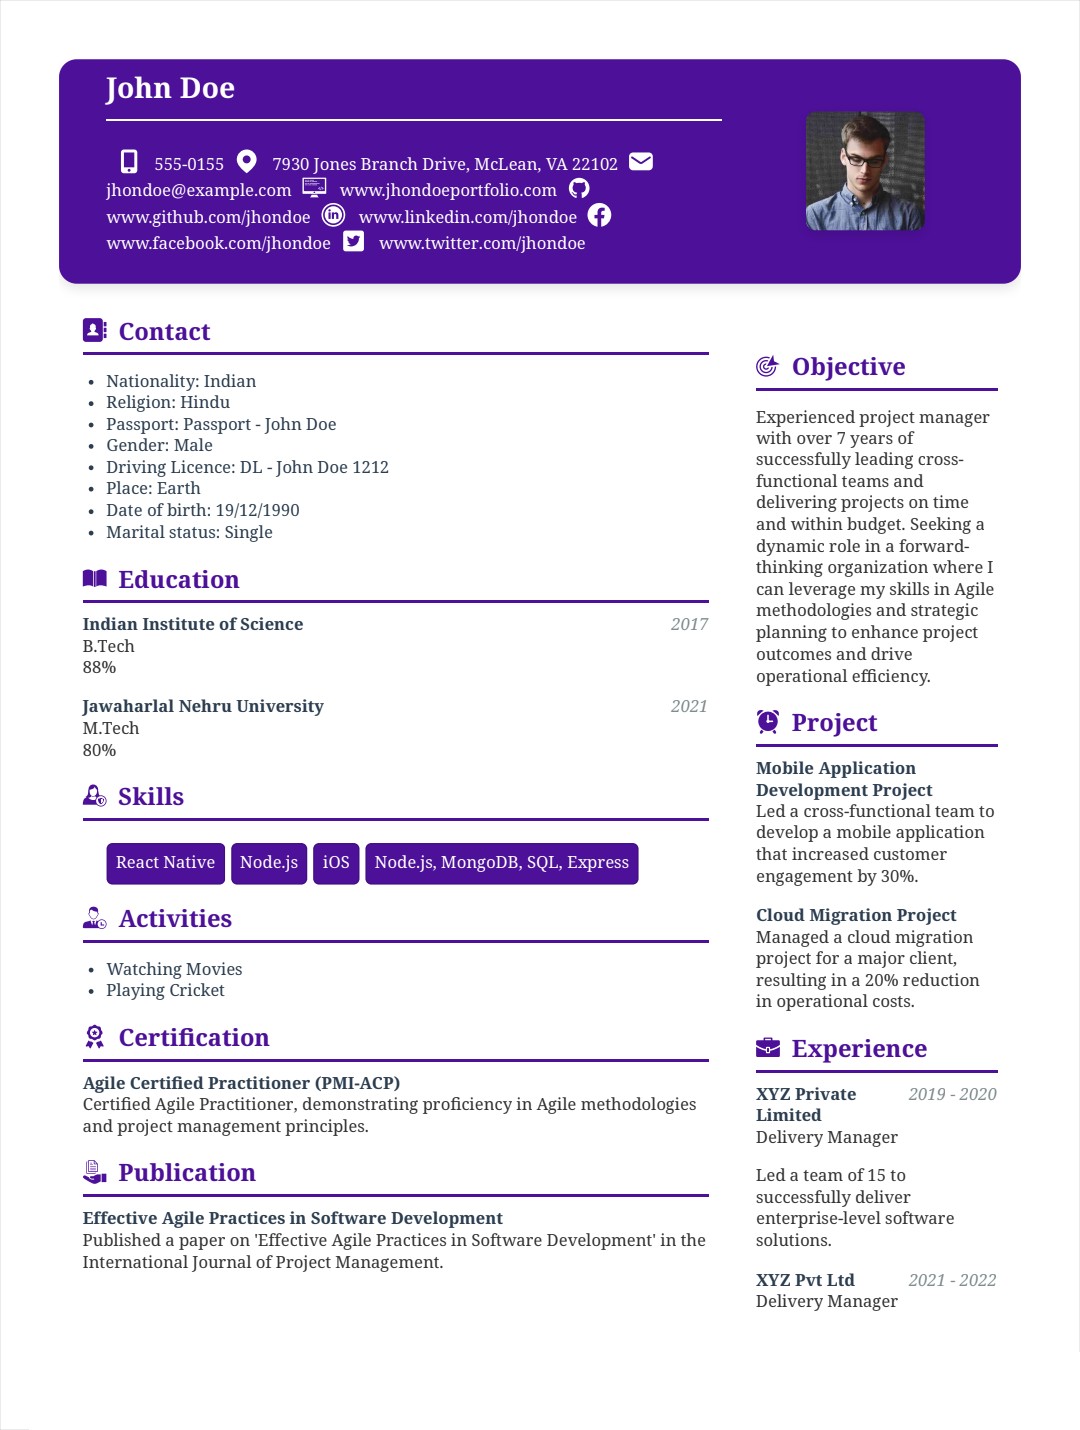 John Doe
555-0155 7930 Jones Branch Drive, McLean, VA 22102
jhondoe@example.com www.jhondoeportfolio.com
www.github.com/jhondoe www.linkedin.com/jhondoe
www.facebook.com/jhondoe www.twitter.com/jhondoe
Contact
Nationality: Indian
Religion: Hindu
Passport: Passport - John Doe
Gender: Male
Driving Licence: DL - John Doe 1212
Place: Earth
Date of birth: 19/12/1990
Marital status: Single
Education
Indian Institute of Science 2017
B.Tech
88%
Jawaharlal Nehru University 2021
M.Tech
80%
Skills
React Native Node.js iOS Node.js, MongoDB, SQL, Express
Activities
Watching Movies
Playing Cricket
Certification
Agile Certified Practitioner (PMI-ACP)
Certified Agile Practitioner, demonstrating proficiency in Agile methodologies
and project management principles.
Publication
Effective Agile Practices in Software Development
Published a paper on 'Effective Agile Practices in Software Development' in the
International Journal of Project Management.
Objective
Experienced project manager
with over 7 years of
successfully leading cross-
functional teams and
delivering projects on time
and within budget. Seeking a
dynamic role in a forward-
thinking organization where I
can leverage my skills in Agile
methodologies and strategic
planning to enhance project
outcomes and drive
operational efficiency.
Project
Mobile Application
Development Project
Led a cross-functional team to
develop a mobile application
that increased customer
engagement by 30%.
Cloud Migration Project
Managed a cloud migration
project for a major client,
resulting in a 20% reduction
in operational costs.
Experience
XYZ Private 2019 - 2020
Limited
Delivery Manager
Led a team of 15 to
successfully deliver
enterprise-level software
solutions.
XYZ Pvt Ltd 2021 - 2022
Delivery Manager